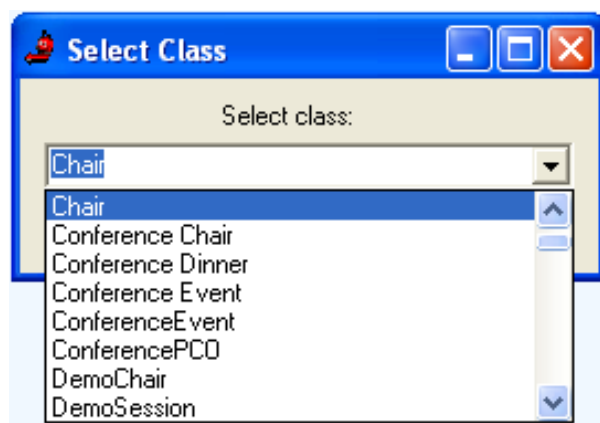 Select Class
Select class:
Chair
Chair
Conference Chair
Conference Dinner
Conference Event
ConferenceEvent
ConferencePCO
DemoChair
DemoSession